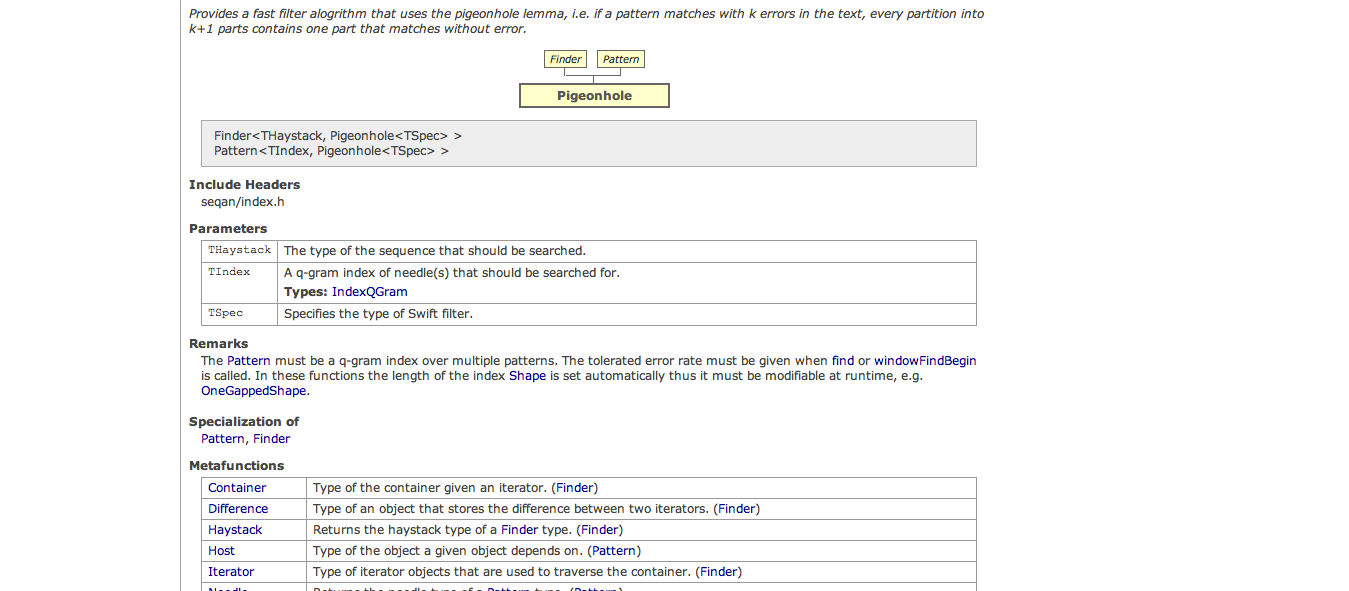 Provides a fast filter alogrithm that uses the pigeonhole lemma, i.e. if a pattern matches with k errors in the text, every partition into
k+1 parts contains one part that matches without error.
Finder Pattern
Pigeonhole
Finder<THaystack, Pigeonhole<TSpec> >
Pattern<TIndex, Pigeonhole<TSpec> >
Include Headers
seqan/index.h
Parameters
THaystack The type of the sequence that should be searched.
TIndex A q-gram index of needle(s) that should be searched for.
Types: IndexQGram
TSpec Specifies the type of Swift filter.
Remarks
The Pattern must be a q-gram index over multiple patterns. The tolerated error rate must be given when find or windowFindBegin
is called. In these functions the length of the index Shape is set automatically thus it must be modifiable at runtime, e.g.
OneGappedShape.
Specialization of
Pattern, Finder
Metafunctions
Container Type of the container given an iterator. (Finder)
Difference Type of an object that stores the difference between two iterators. (Finder)
Haystack Returns the haystack type of a Finder type. (Finder)
Host Type of the object a given object depends on. (Pattern)
Iterator Type of iterator objects that are used to traverse the container. (Finder)
Needle Returns the needle type of a Pattern type. (Pattern)